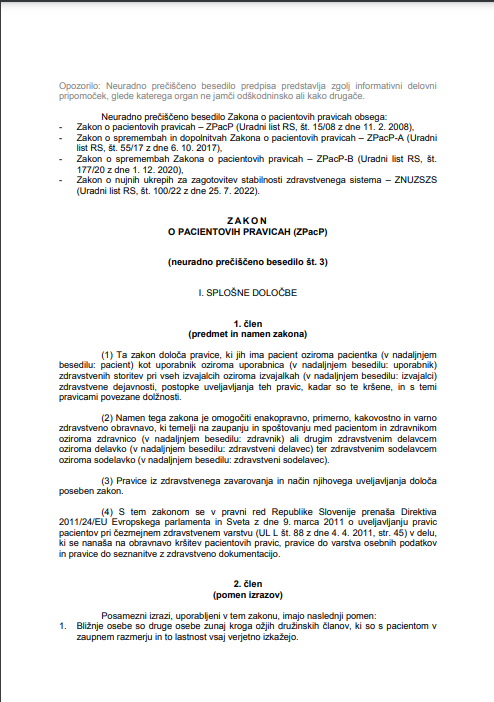 Opozorilo: Neuradno prečiščeno besedilo predpisa predstavlja zgolj informativni delovni
pripomoček, glede katerega organ ne jamči odškodninsko ali kako drugače.
Neuradno prečiščeno besedilo Zakona o pacientovih pravicah obsega:
- Zakon o pacientovih pravicah – ZPacP (Uradni list RS, št. 15/08 z dne 11. 2. 2008),
- Zakon o spremembah in dopolnitvah Zakona o pacientovih pravicah – ZPacP-A (Uradni
list RS, št. 55/17 z dne 6. 10. 2017),
- Zakon o spremembah Zakona o pacientovih pravicah – ZPacP-B (Uradni list RS, št.
177/20 z dne 1. 12. 2020),
- Zakon o nujnih ukrepih za zagotovitev stabilnosti zdravstvenega sistema – ZNUZSZS
(Uradni list RS, št. 100/22 z dne 25. 7. 2022).
Z A K O N
O PACIENTOVIH PRAVICAH (ZPacP)
(neuradno prečiščeno besedilo št. 3)
I. SPLOŠNE DOLOČBE
1. člen
(predmet in namen zakona)
(1) Ta zakon določa pravice, ki jih ima pacient oziroma pacientka (v nadaljnjem
besedilu: pacient) kot uporabnik oziroma uporabnica (v nadaljnjem besedilu: uporabnik)
zdravstvenih storitev pri vseh izvajalcih oziroma izvajalkah (v nadaljnjem besedilu: izvajalci)
zdravstvene dejavnosti, postopke uveljavljanja teh pravic, kadar so te kršene, in s temi
pravicami povezane dolžnosti.
(2) Namen tega zakona je omogočiti enakopravno, primerno, kakovostno in varno
zdravstveno obravnavo, ki temelji na zaupanju in spoštovanju med pacientom in zdravnikom
oziroma zdravnico (v nadaljnjem besedilu: zdravnik) ali drugim zdravstvenim delavcem
oziroma delavko (v nadaljnjem besedilu: zdravstveni delavec) ter zdravstvenim sodelavcem
oziroma sodelavko (v nadaljnjem besedilu: zdravstveni sodelavec).
(3) Pravice iz zdravstvenega zavarovanja in način njihovega uveljavljanja določa
poseben zakon.
(4) S tem zakonom se v pravni red Republike Slovenije prenaša Direktiva
2011/24/EU Evropskega parlamenta in Sveta z dne 9. marca 2011 o uveljavljanju pravic
pacientov pri čezmejnem zdravstvenem varstvu (UL L št. 88 z dne 4. 4. 2011, str. 45) v delu,
ki se nanaša na obravnavo kršitev pacientovih pravic, pravice do varstva osebnih podatkov
in pravice do seznanitve z zdravstveno dokumentacijo.
2. člen
(pomen izrazov)
Posamezni izrazi, uporabljeni v tem zakonu, imajo naslednji pomen:
1. Bližnje osebe so druge osebe zunaj kroga ožjih družinskih članov, ki so s pacientom v
zaupnem razmerju in to lastnost vsaj verjetno izkažejo.